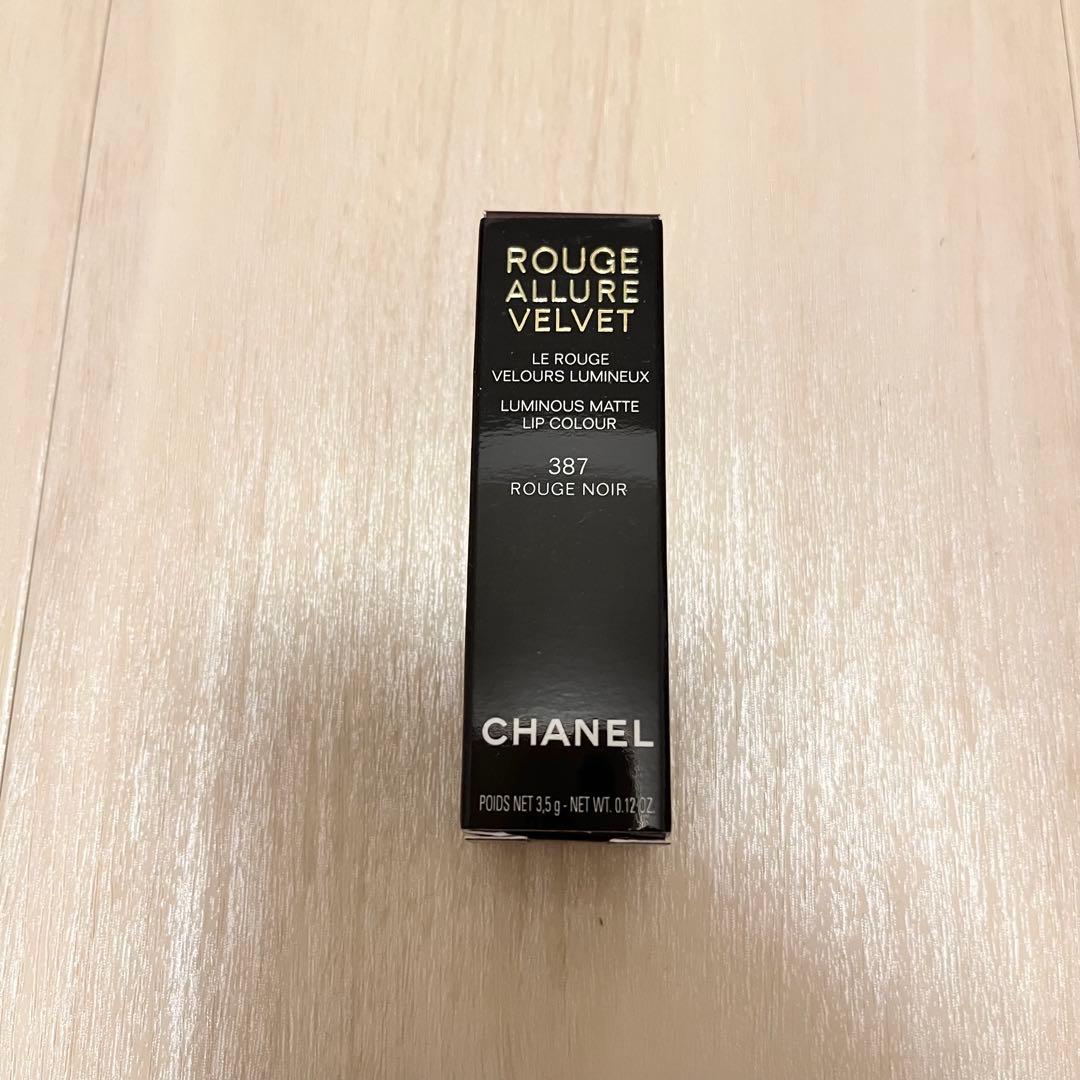 ROUGE
ALLURE
VELVET
LE ROUGE
VELOURS LUMINEUX
LUMINOUS MATTE
LIP COLOUR
387
ROUGE NOIR
CHANEL
POIDS NET 3,5 g - NET WT. 0.12 OZ.